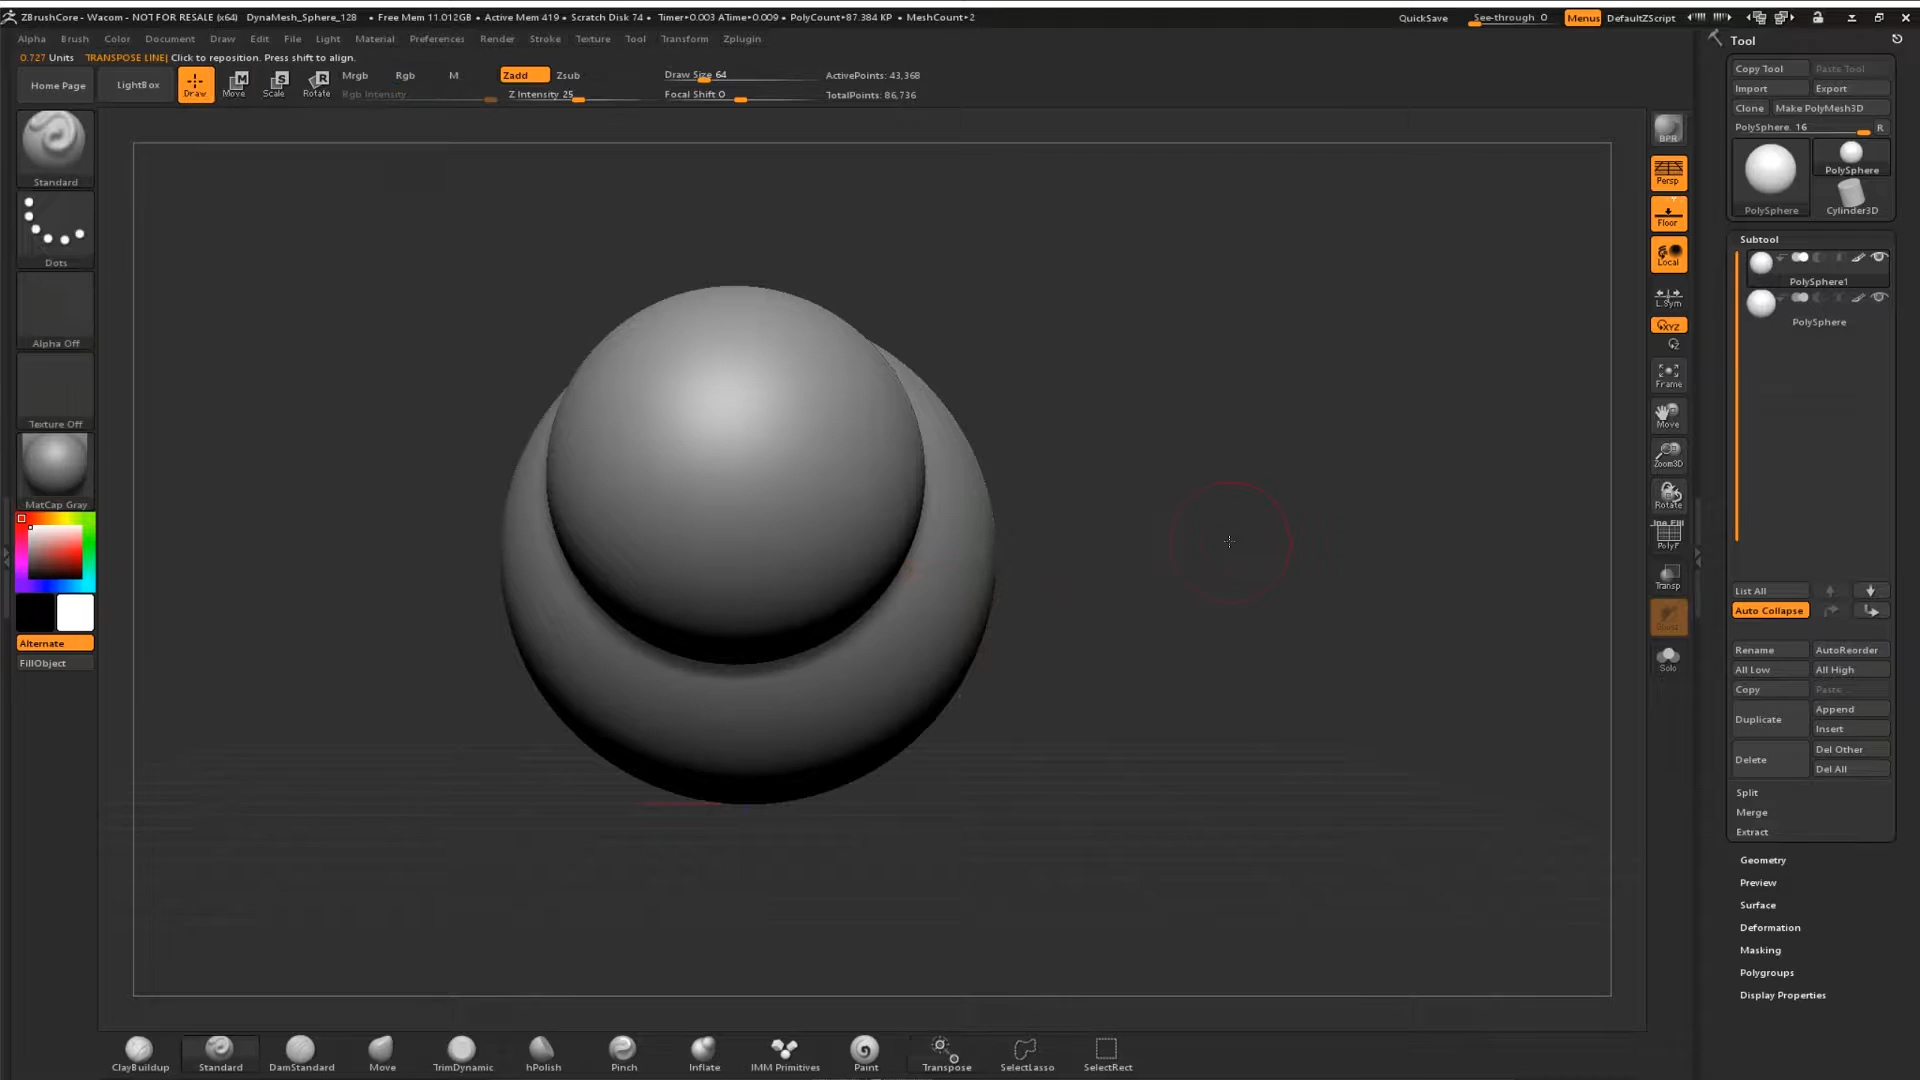 ZBrushCore - Wacom - NOT FOR RESALE (x64) DynaMesh_Sphere_128 • Free Mem 11.012GB • Active Mem 419 • Scratch Disk 74 • Timer▸0.003 ATime▸0.009 • PolyCount▸87.384 KP • MeshCount▸2 QuickSave See-through 0 Menus DefaultZScript
Alpha Brush Color Document Draw Edit File Light Material Preferences Render Stroke Texture Tool Transform Zplugin
0.727 Units TRANSPOSE LINE| Click to reposition. Press shift to align.
Home Page LightBox Draw Move Scale Rotate
Mrgb Rgb M Zadd Zsub Draw Size 64 ActivePoints: 43,368
Rgb Intensity Z Intensity 25 Focal Shift 0 TotalPoints: 86,736
Standard
Dots
Alpha Off
Texture Off
MatCap Gray
Alternate
FillObject
BPR
Persp
Floor
Local
L.Sym
XYZ
Frame
Move
Zoom3D
Rotate
PolyF
Transp
Solo
Tool
Copy Tool Paste Tool
Import Export
Clone Make PolyMesh3D
PolySphere. 16 R
PolySphere PolySphere
Cylinder3D
Subtool
PolySphere1
PolySphere
List All
Auto Collapse
Rename AutoReorder
All Low All High
Copy Paste
Duplicate Append
Insert
Delete Del Other
Del All
Split
Merge
Extract
Geometry
Preview
Surface
Deformation
Masking
Polygroups
Display Properties
ClayBuildup Standard DamStandard Move TrimDynamic hPolish Pinch Inflate IMM Primitives Paint Transpose SelectLasso SelectRect